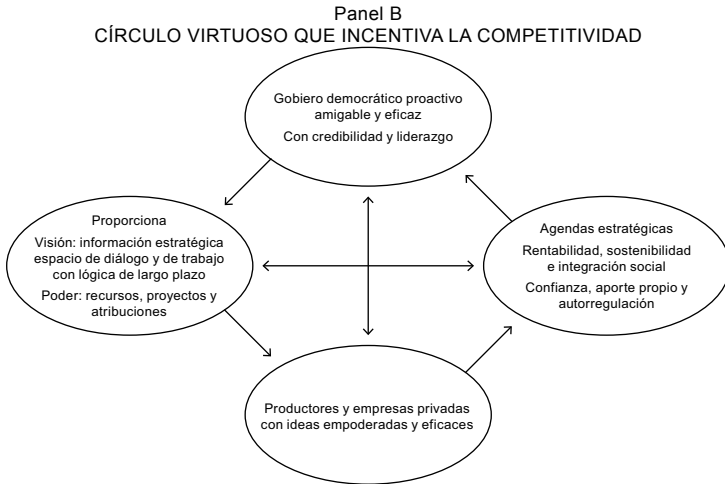 Panel B
CÍRCULO VIRTUOSO QUE INCENTIVA LA COMPETITIVIDAD
Gobiero democrático proactivo
amigable y eficaz
Con credibilidad y liderazgo
Proporciona
Visión: información estratégica
espacio de diálogo y de trabajo
con lógica de largo plazo
Poder: recursos, proyectos y
atribuciones
Agendas estratégicas
Rentabilidad, sostenibilidad
e integración social
Confianza, aporte propio y
autorregulación
Productores y empresas privadas
con ideas empoderadas y eficaces